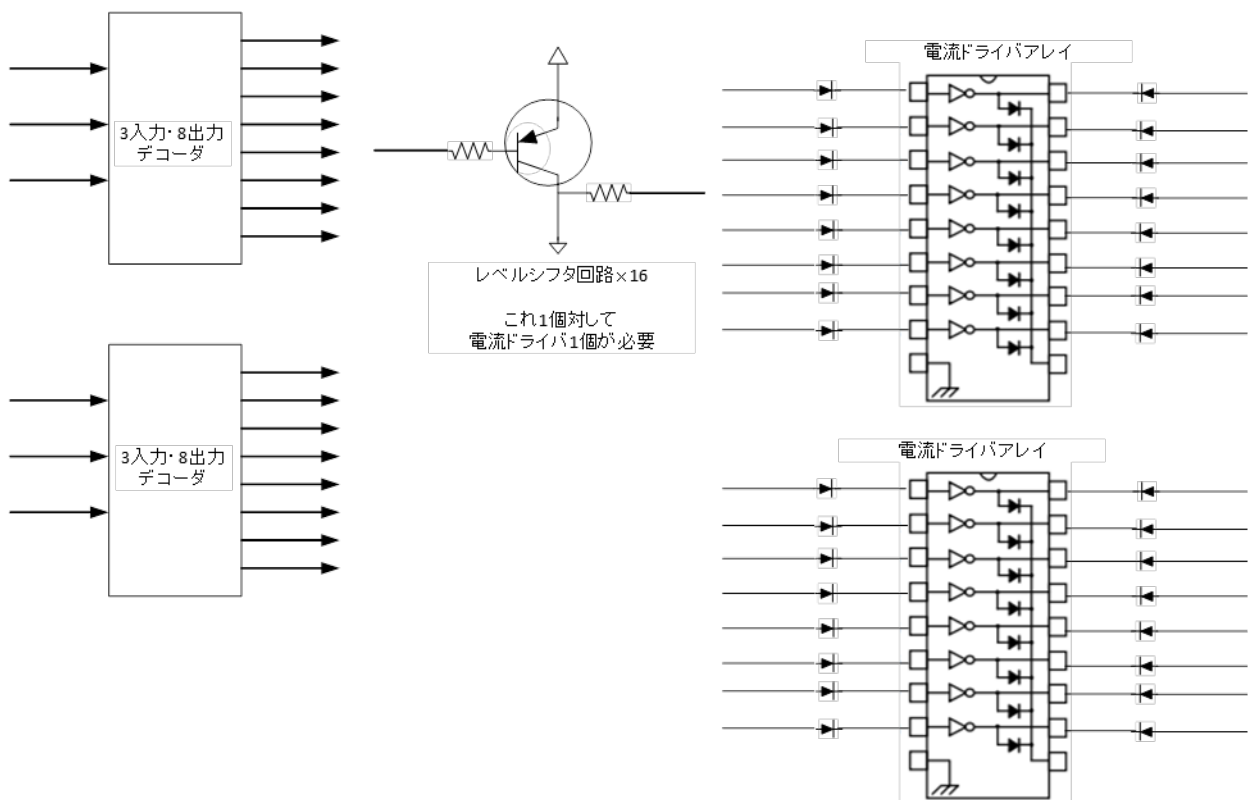 3入力・8出力
デコーダ
レベルシフタ回路×16
これ1個対して
電流ドライバ1個が必要
電流ドライバアレイ
3入力・8出力
デコーダ
電流ドライバアレイ